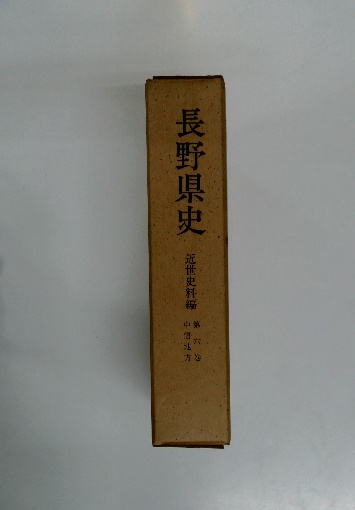 長野県史
近世史料編
第六巻
中信地方